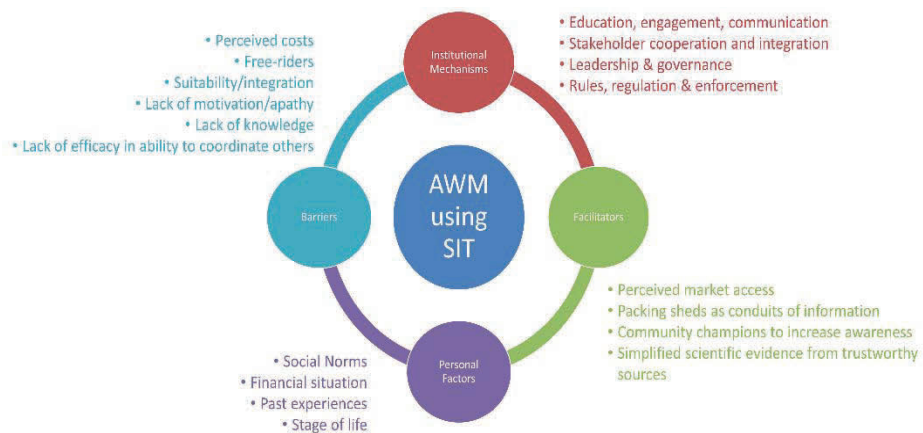 • Education, engagement, communication
• Stakeholder cooperation and integration
• Leadership & governance
• Rules, regulation & enforcement
• Perceived costs
• Free-riders
• Suitability/integration
• Lack of motivation/apathy
• Lack of knowledge
• Lack of efficacy in ability to coordinate others
Institutional
Mechanisms
Barriers
AWM
using
SIT
Facilitators
• Perceived market access
• Packing sheds as conduits of information
• Community champions to increase awareness
• Simplified scientific evidence from trustworthy
sources
• Social Norms
• Financial situation
• Past experiences
• Stage of life
Personal
Factors